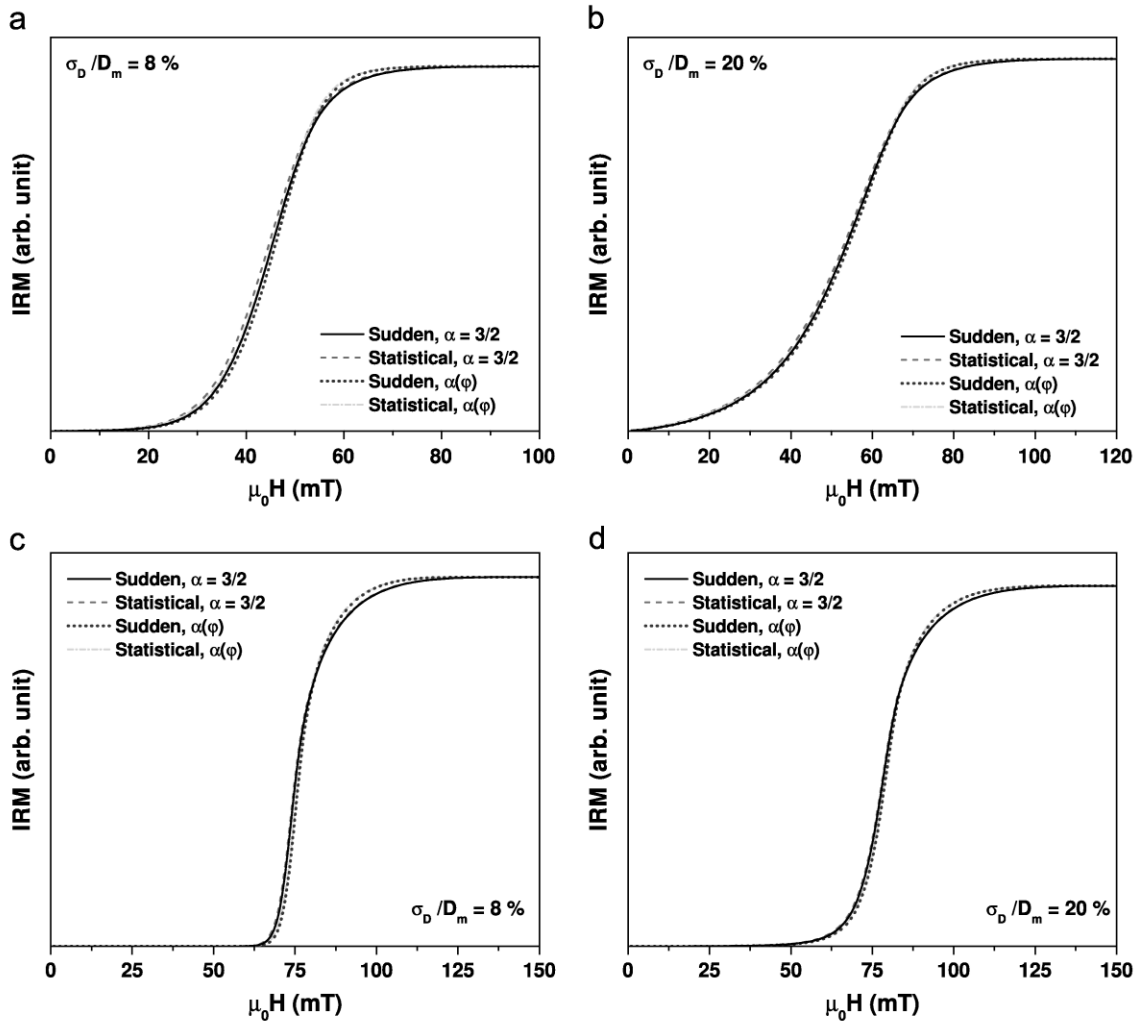 a
σD /Dm = 8 %
IRM (arb. unit)
Sudden, α = 3/2
Statistical, α = 3/2
Sudden, α(φ)
Statistical, α(φ)
0 20 40 60 80 100
μ0H (mT)
b
σD /Dm = 20 %
IRM (arb. unit)
Sudden, α = 3/2
Statistical, α = 3/2
Sudden, α(φ)
Statistical, α(φ)
0 20 40 60 80 100 120
μ0H (mT)
c
Sudden, α = 3/2
Statistical, α = 3/2
Sudden, α(φ)
Statistical, α(φ)
IRM (arb. unit)
σD /Dm = 8 %
0 25 50 75 100 125 150
μ0H (mT)
d
Sudden, α = 3/2
Statistical, α = 3/2
Sudden, α(φ)
Statistical, α(φ)
IRM (arb. unit)
σD /Dm = 20 %
0 25 50 75 100 125 150
μ0H (mT)